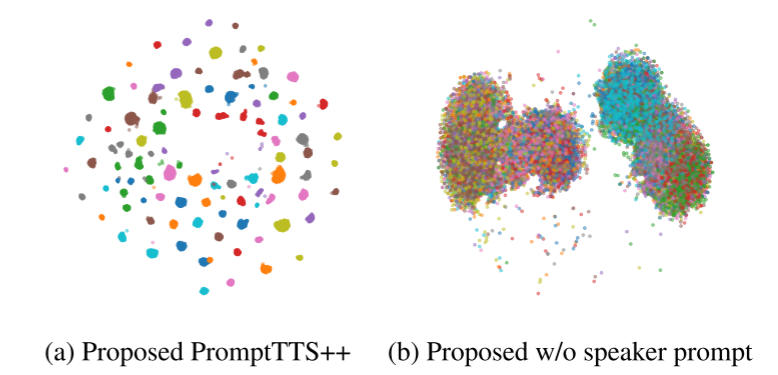 (a) Proposed PromptTTS++
(b) Proposed w/o speaker prompt